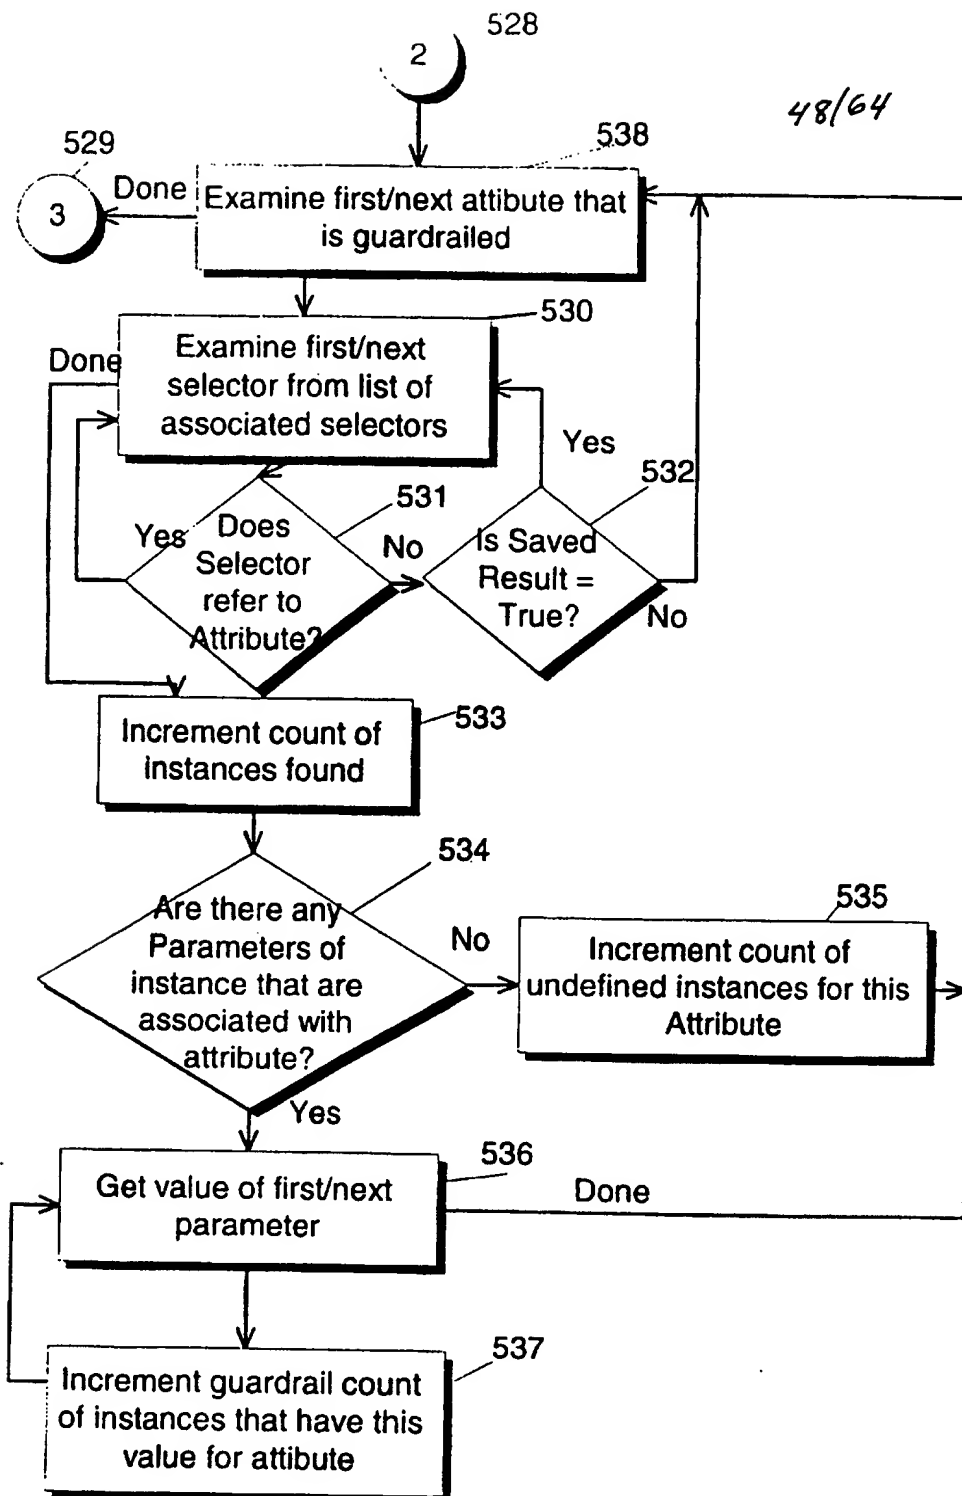 528
2
48/64
538
529
Done
3
Examine first/next attibute that
is guardrailed
530
Done
Examine first/next
selector from list of
associated selectors
Yes
532
531
Yes
Does
Selector
refer to
Attribute?
No
Is Saved
Result =
True?
No
533
Increment count of
instances found
534
Are there any
Parameters of
instance that are
associated with
attribute?
No
535
Increment count of
undefined instances for this
Attribute
Yes
536
Get value of first/next
parameter
Done
537
Increment guardrail count
of instances that have this
value for attibute